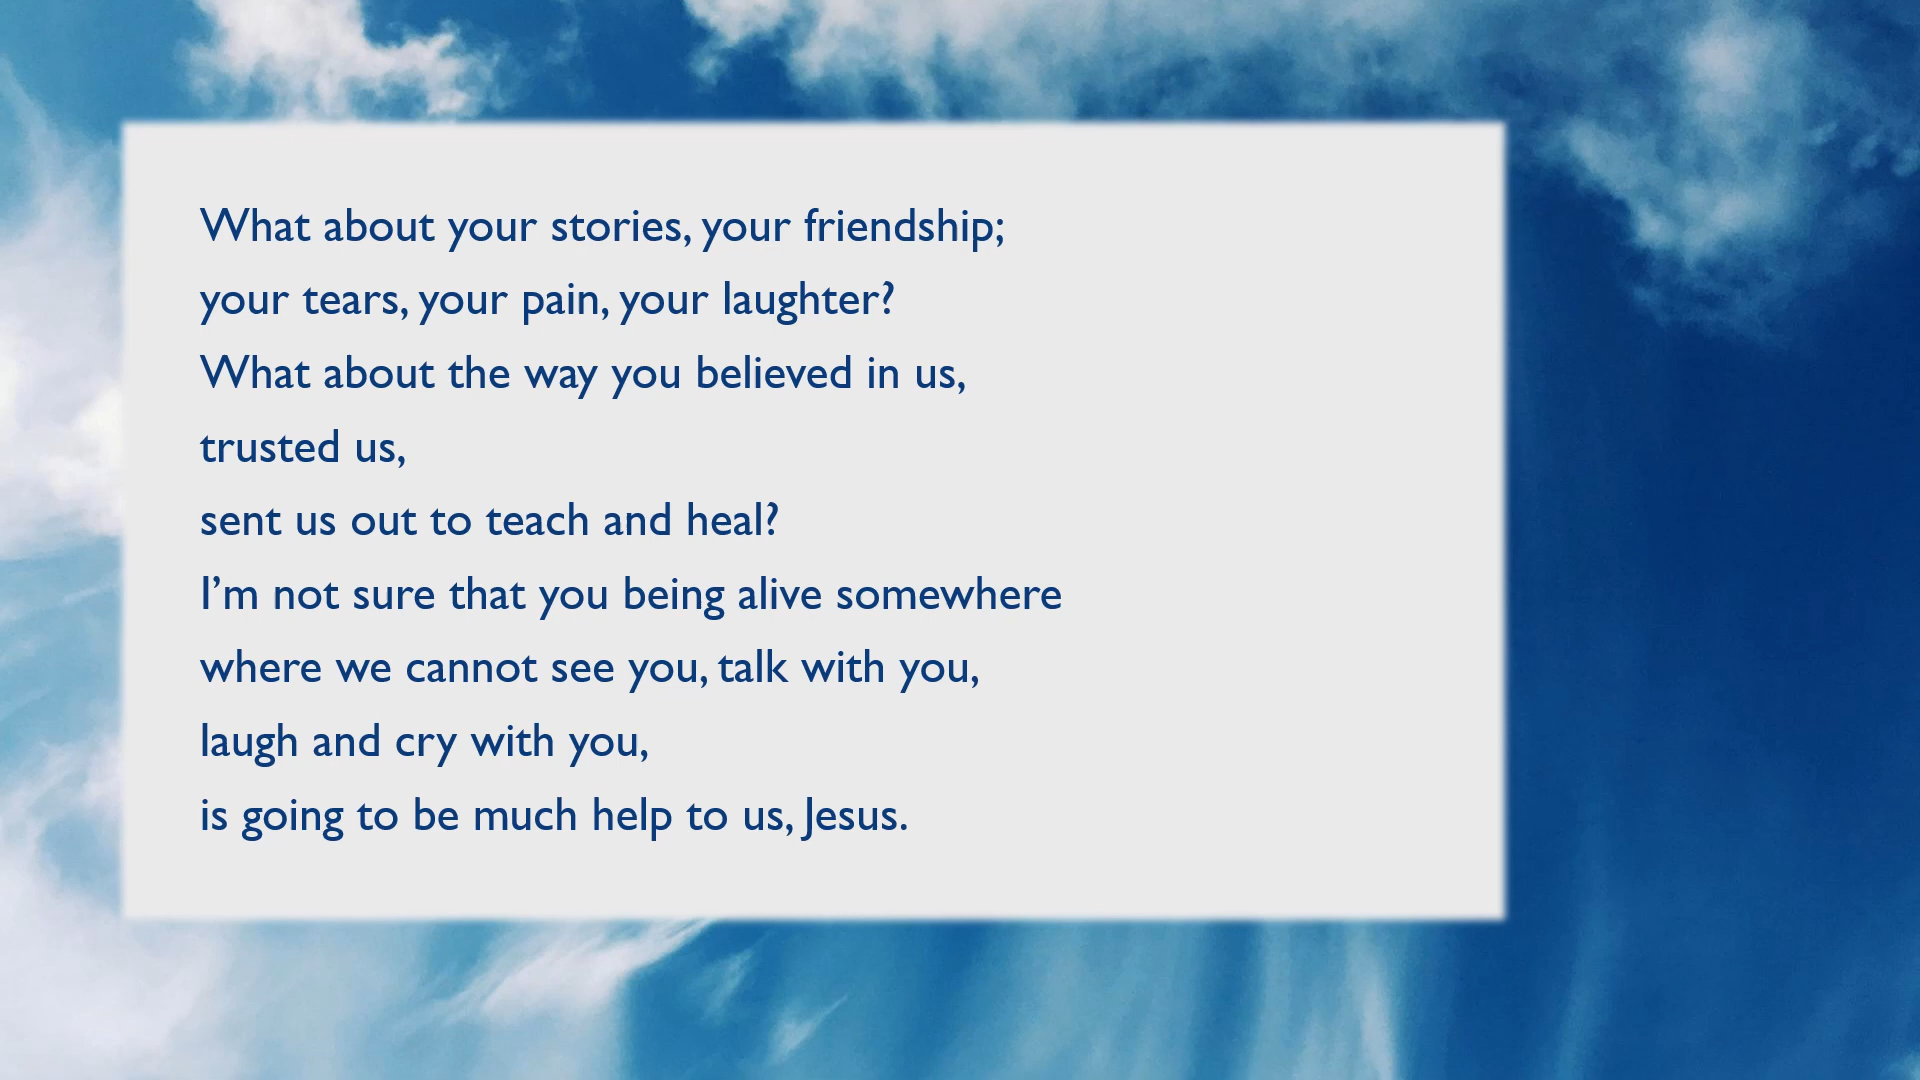 What about your stories, your friendship;
your tears, your pain, your laughter?
What about the way you believed in us,
trusted us,
sent us out to teach and heal?
I’m not sure that you being alive somewhere
where we cannot see you, talk with you,
laugh and cry with you,
is going to be much help to us, Jesus.